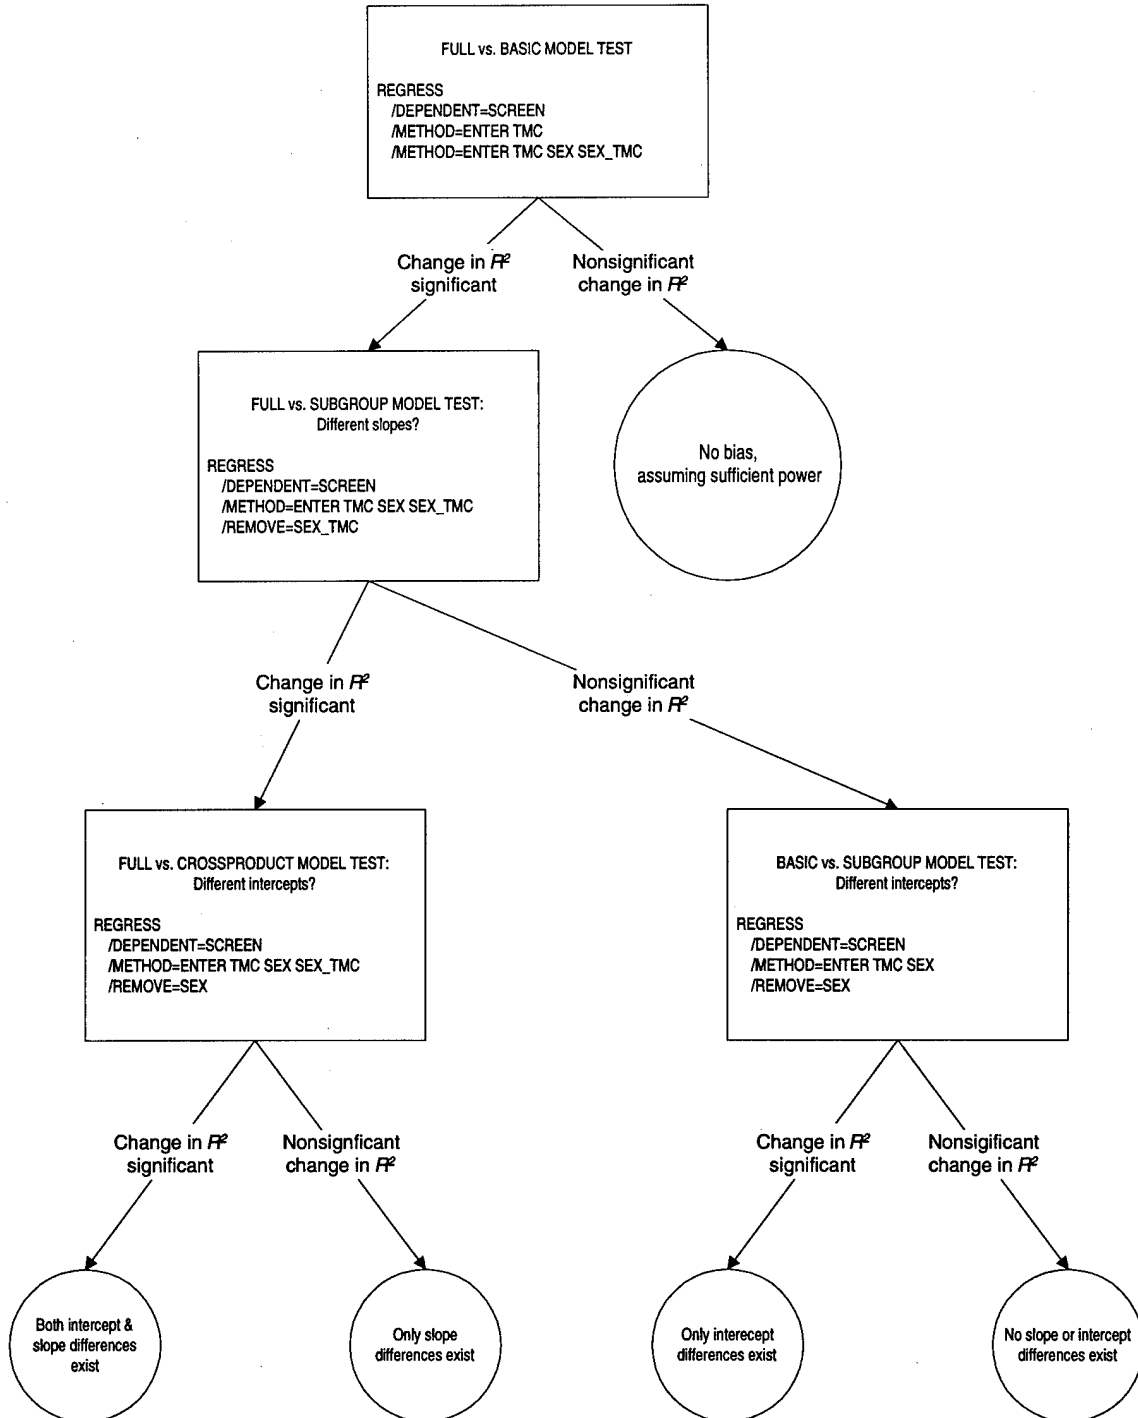 FULL vs. BASIC MODEL TEST
REGRESS
/DEPENDENT=SCREEN
/METHOD=ENTER TMC
/METHOD=ENTER TMC SEX SEX_TMC
Change in R²
significant
Nonsignificant
change in R²
FULL vs. SUBGROUP MODEL TEST:
Different slopes?
REGRESS
/DEPENDENT=SCREEN
/METHOD=ENTER TMC SEX SEX_TMC
/REMOVE=SEX_TMC
No bias,
assuming sufficient power
Change in R²
significant
Nonsignificant
change in R²
FULL vs. CROSSPRODUCT MODEL TEST:
Different intercepts?
REGRESS
/DEPENDENT=SCREEN
/METHOD=ENTER TMC SEX SEX_TMC
/REMOVE=SEX
BASIC vs. SUBGROUP MODEL TEST:
Different intercepts?
REGRESS
/DEPENDENT=SCREEN
/METHOD=ENTER TMC SEX
/REMOVE=SEX
Change in R²
significant
Nonsignficant
change in R²
Change in R²
significant
Nonsigificant
change in R²
Both intercept &
slope differences
exist
Only slope
differences exist
Only interecept
differences exist
No slope or intercept
differences exist